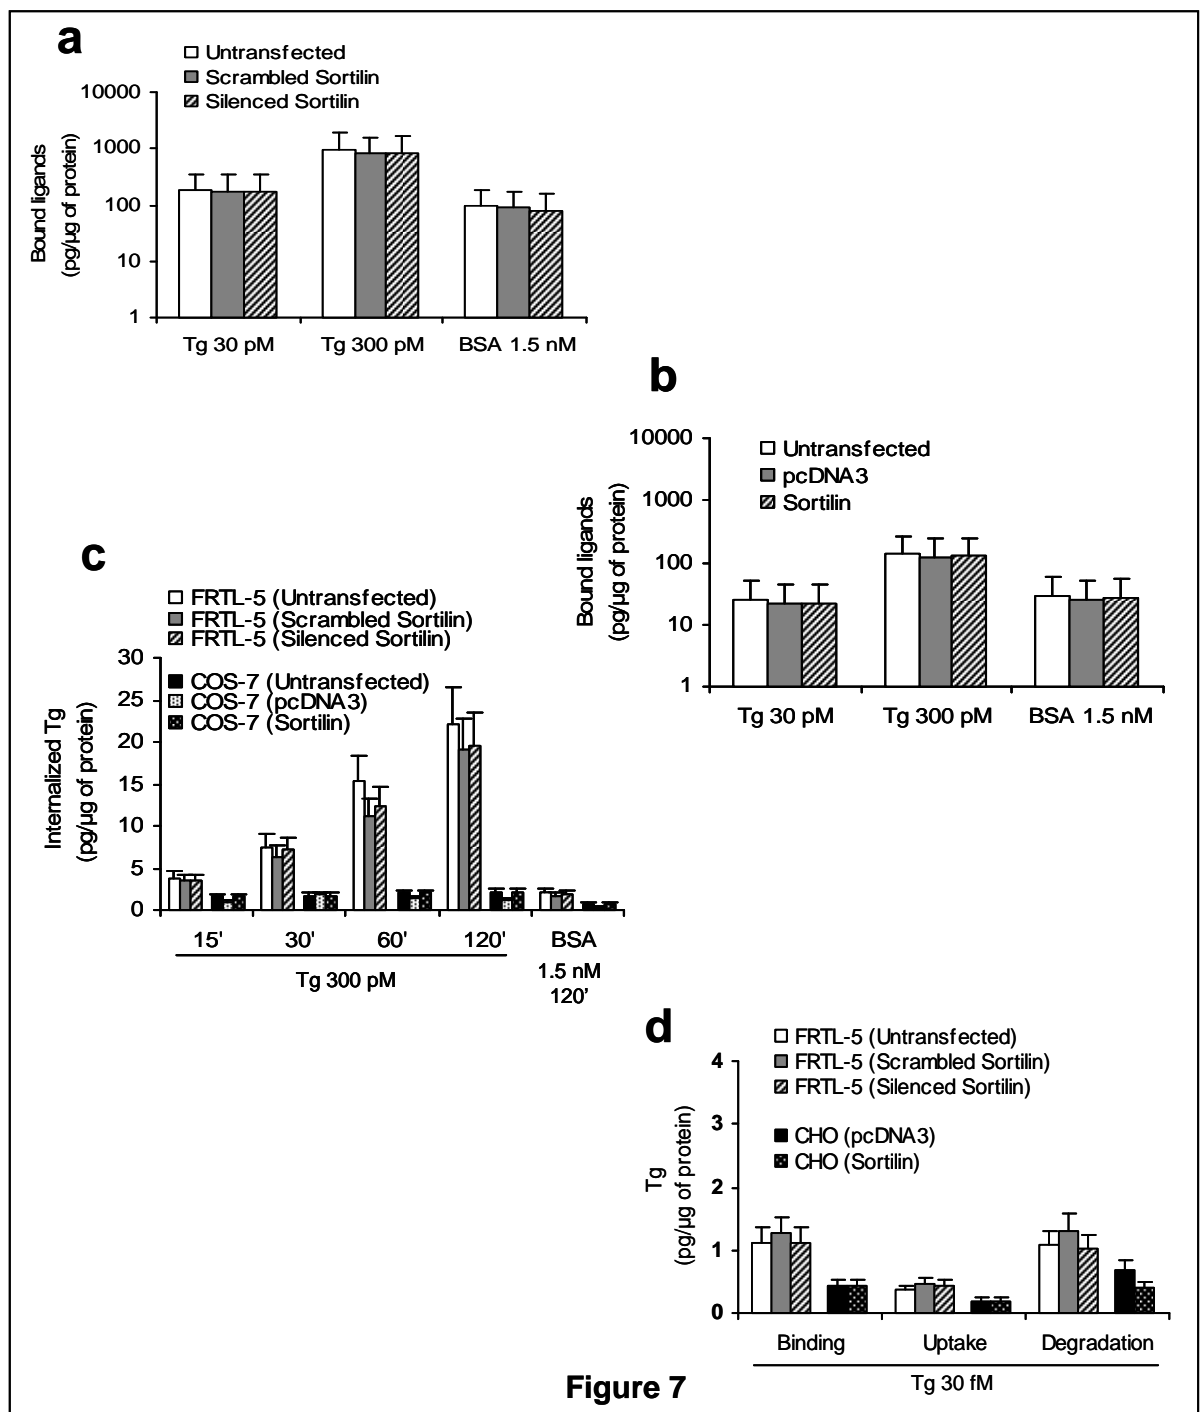 a
Untransfected
Scrambled Sortilin
Silenced Sortilin
10000
1000
100
10
1
Bound ligands
(pg/µg of protein)
Tg 30 pM
Tg 300 pM
BSA 1.5 nM
b
Untransfected
pcDNA3
Sortilin
10000
1000
100
10
1
Bound ligands
(pg/µg of protein)
Tg 30 pM
Tg 300 pM
BSA 1.5 nM
c
FRTL-5 (Untransfected)
FRTL-5 (Scrambled Sortilin)
FRTL-5 (Silenced Sortilin)
COS-7 (Untransfected)
COS-7 (pcDNA3)
COS-7 (Sortilin)
30
25
20
15
10
5
0
Internalized Tg
(pg/µg of protein)
15'
30'
60'
120'
BSA
Tg 300 pM
1.5 nM
120’
d
FRTL-5 (Untransfected)
FRTL-5 (Scrambled Sortilin)
FRTL-5 (Silenced Sortilin)
CHO (pcDNA3)
CHO (Sortilin)
4
3
2
1
0
Tg
(pg/µg of protein)
Binding
Uptake
Degradation
Tg 30 fM
Figure 7